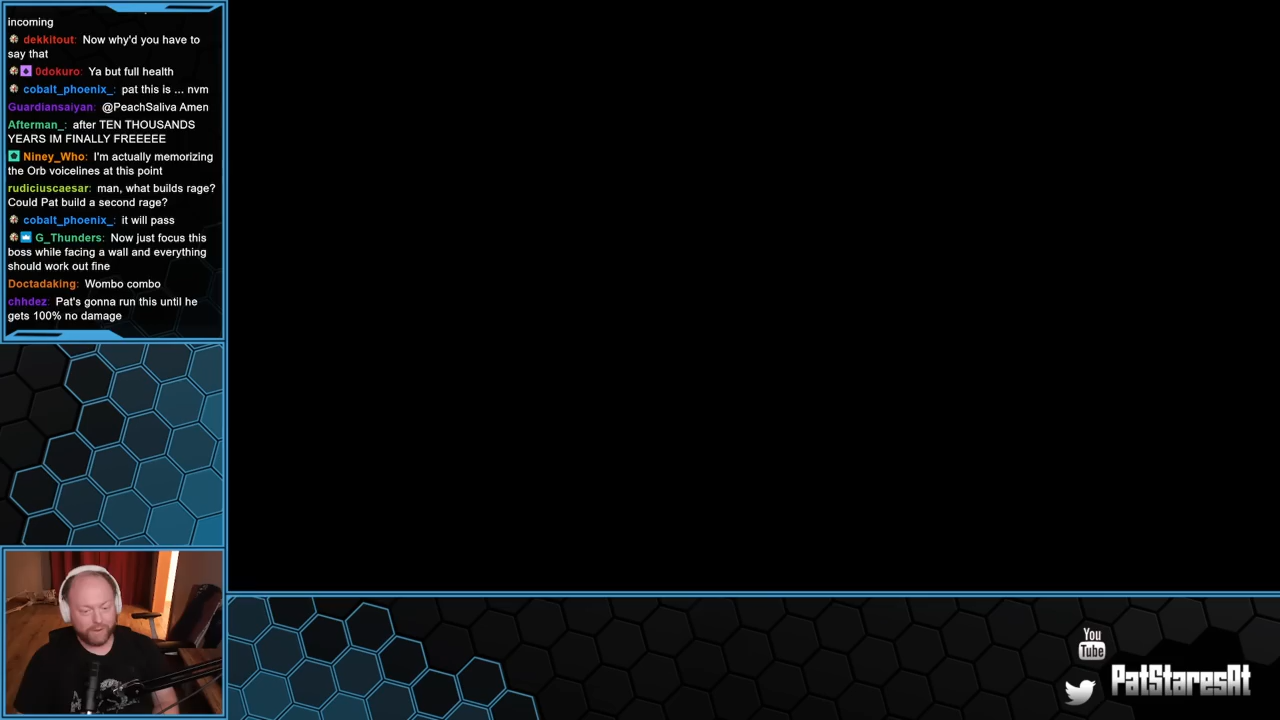 incoming
dekkitout: Now why'd you have to
say that
0dokuro: Ya but full health
cobalt_phoenix_: pat this is ... nvm
Guardiansaiyan: @PeachSaliva Amen
Afterman_: after TEN THOUSANDS
YEARS IM FINALLY FREEEEE
Niney_Who: I'm actually memorizing
the Orb voicelines at this point
rudiciuscaesar: man, what builds rage?
Could Pat build a second rage?
cobalt_phoenix_: it will pass
G_Thunders: Now just focus this
boss while facing a wall and everything
should work out fine
Doctadaking: Wombo combo
chhdez: Pat's gonna run this until he
gets 100% no damage
You
Tube
PatStaresAt